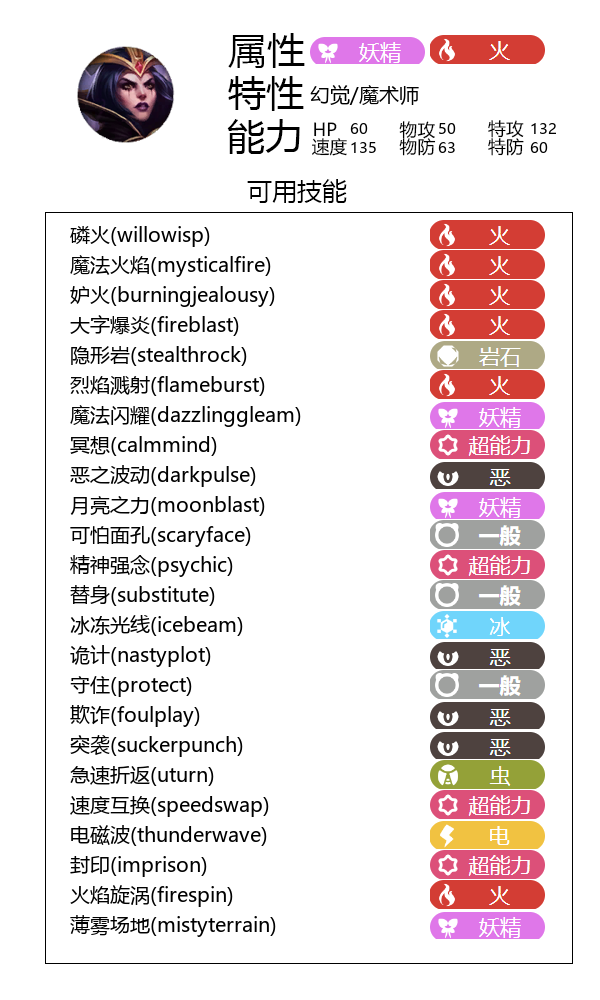 属性 妖精 火
特性 幻觉/魔术师
能力 HP 60 物攻 50 特攻 132
速度 135 物防 63 特防 60
可用技能
磷火(willowisp) 火
魔法火焰(mysticalfire) 火
妒火(burningjealousy) 火
大字爆炎(fireblast) 火
隐形岩(stealthrock) 岩石
烈焰溅射(flameburst) 火
魔法闪耀(dazzlinggleam) 妖精
冥想(calmmind) 超能力
恶之波动(darkpulse) 恶
月亮之力(moonblast) 妖精
可怕面孔(scaryface) 一般
精神强念(psychic) 超能力
替身(substitute) 一般
冰冻光线(icebeam) 冰
诡计(nastyplot) 恶
守住(protect) 一般
欺诈(foulplay) 恶
突袭(suckerpunch) 恶
急速折返(uturn) 虫
速度互换(speedswap) 超能力
电磁波(thunderwave) 电
封印(imprison) 超能力
火焰旋涡(firespin) 火
薄雾场地(mistyterrain) 妖精